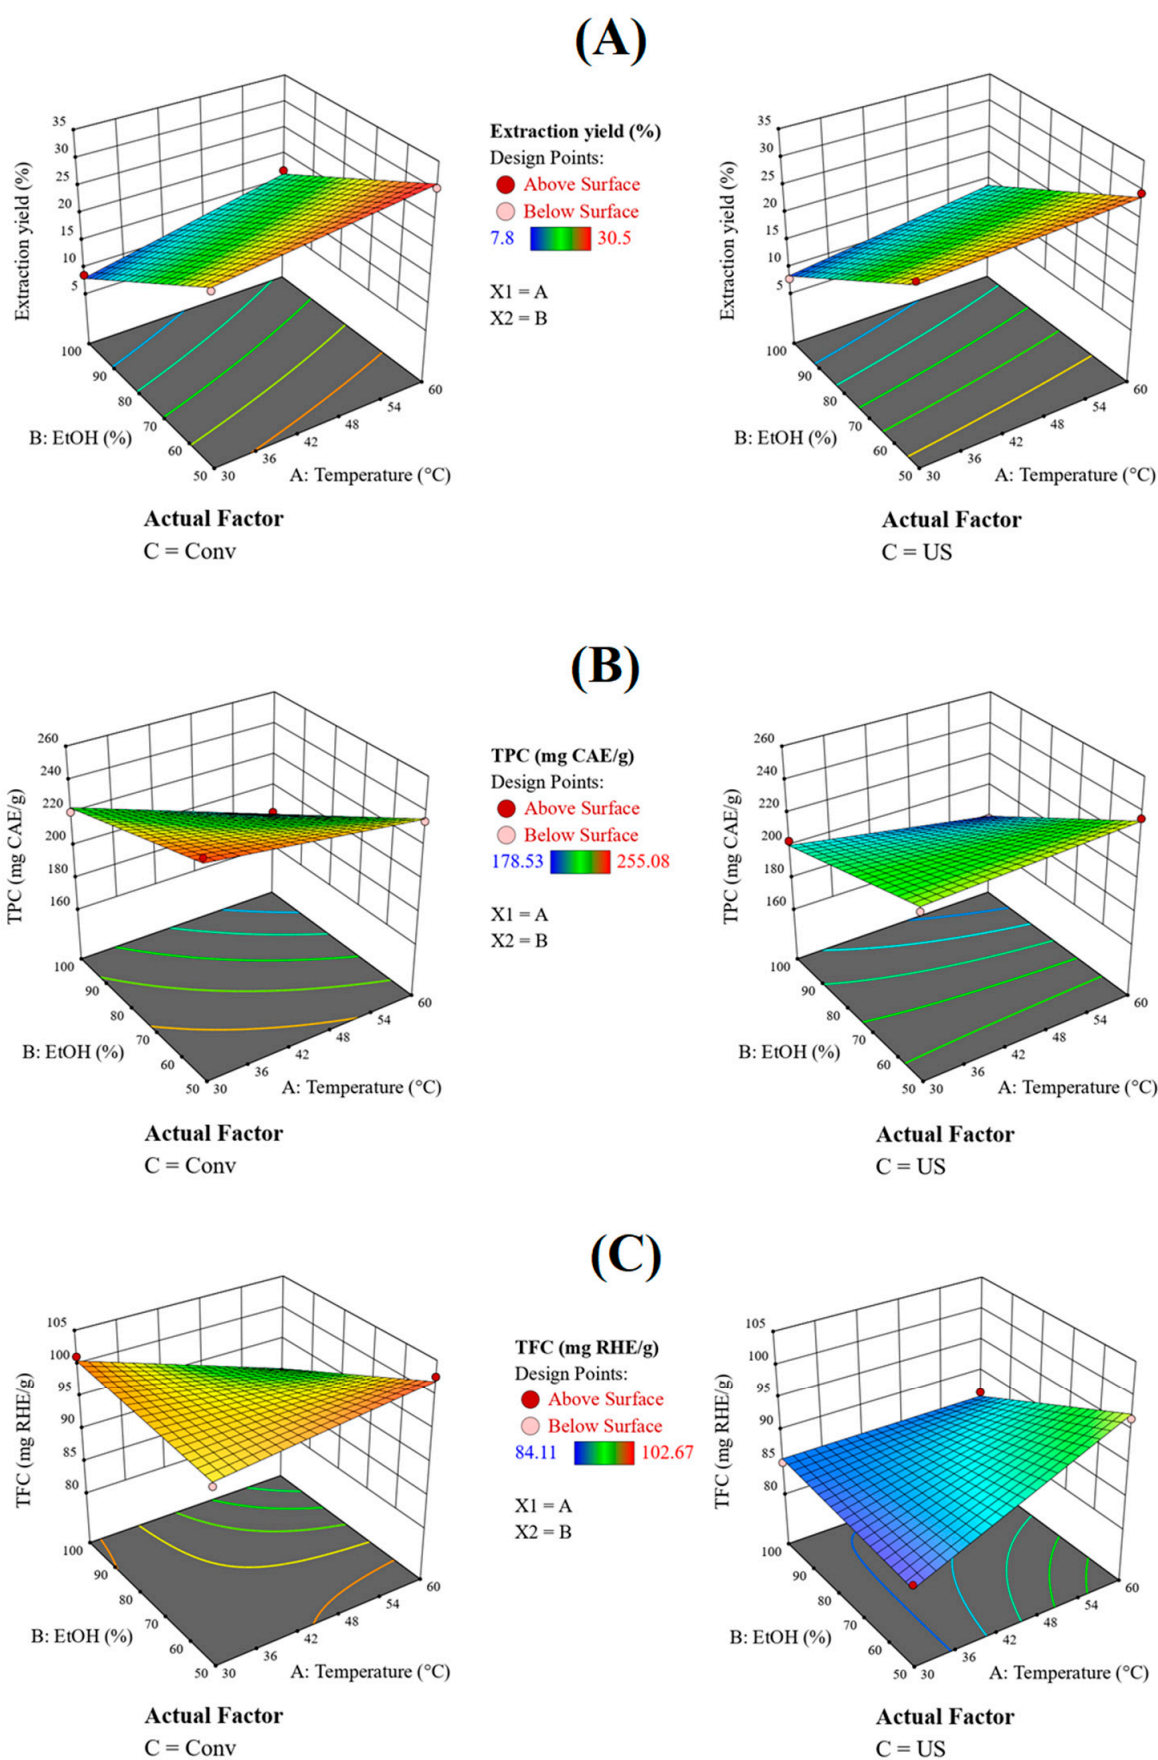 (A)
35
30
25
20
15
10
5
Extraction yield (%)
100
90
80
70
60
50
B: EtOH (%)
30
36
42
48
54
60
A: Temperature (°C)
Actual Factor
C = Conv
Extraction yield (%)
Design Points:
Above Surface
Below Surface
7.8 30.5
X1 = A
X2 = B
35
30
25
20
15
10
5
Extraction yield (%)
100
90
80
70
60
50
B: EtOH (%)
30
36
42
48
54
60
A: Temperature (°C)
Actual Factor
C = US
(B)
260
240
220
200
180
160
TPC (mg CAE/g)
100
90
80
70
60
50
B: EtOH (%)
30
36
42
48
54
60
A: Temperature (°C)
Actual Factor
C = Conv
TPC (mg CAE/g)
Design Points:
Above Surface
Below Surface
178.53 255.08
X1 = A
X2 = B
260
240
220
200
180
160
TPC (mg CAE/g)
100
90
80
70
60
50
B: EtOH (%)
30
36
42
48
54
60
A: Temperature (°C)
Actual Factor
C = US
(C)
105
100
95
90
85
80
TFC (mg RHE/g)
100
90
80
70
60
50
B: EtOH (%)
30
36
42
48
54
60
A: Temperature (°C)
Actual Factor
C = Conv
TFC (mg RHE/g)
Design Points:
Above Surface
Below Surface
84.11 102.67
X1 = A
X2 = B
105
100
95
90
85
80
TFC (mg RHE/g)
100
90
80
70
60
50
B: EtOH (%)
30
36
42
48
54
60
A: Temperature (°C)
Actual Factor
C = US